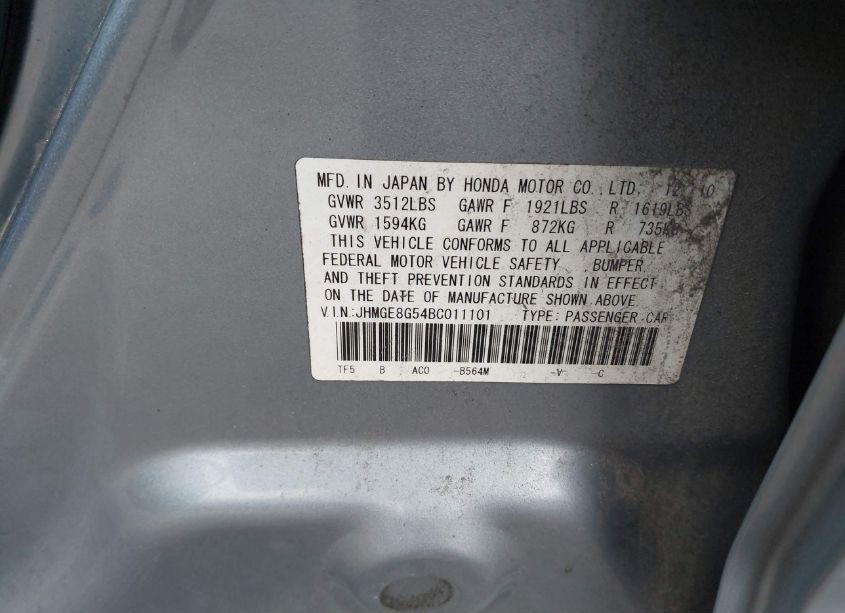 MFD. IN JAPAN BY HONDA MOTOR CO., LTD. 12 10
GVWR 3512LBS GAWR F 1921LBS R 1619LBS
GVWR 1594KG GAWR F 872KG R 735KG
THIS VEHICLE CONFORMS TO ALL APPLICABLE
FEDERAL MOTOR VEHICLE SAFETY , BUMPER,
AND THEFT PREVENTION STANDARDS IN EFFECT
ON THE DATE OF MANUFACTURE SHOWN ABOVE.
V.I.N.:JHMGE8G54BC011101 TYPE: PASSENGER CAR
TF5 B ACO -B564M -V -C